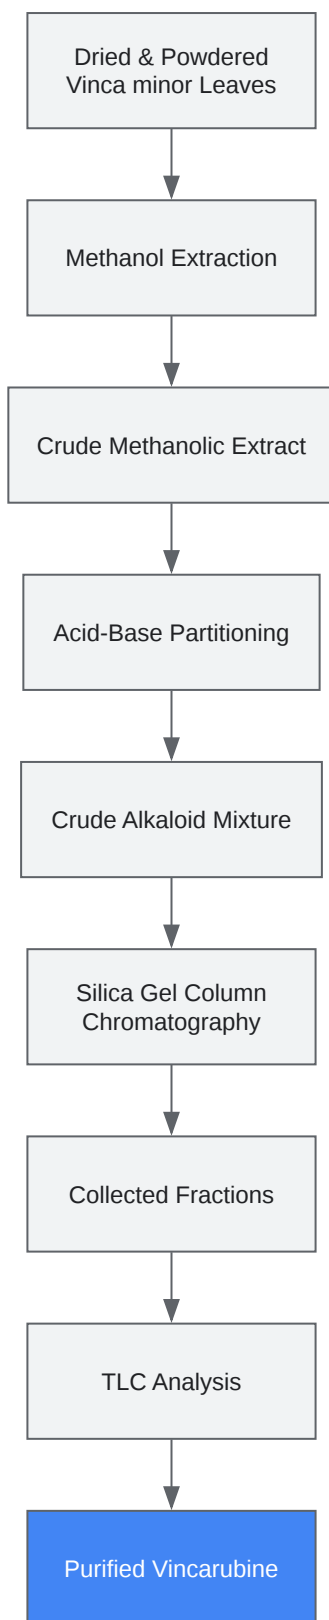 Dried & Powdered
Vinca minor Leaves
Methanol Extraction
Crude Methanolic Extract
Acid-Base Partitioning
Crude Alkaloid Mixture
Silica Gel Column
Chromatography
Collected Fractions
TLC Analysis
Purified Vincarubine